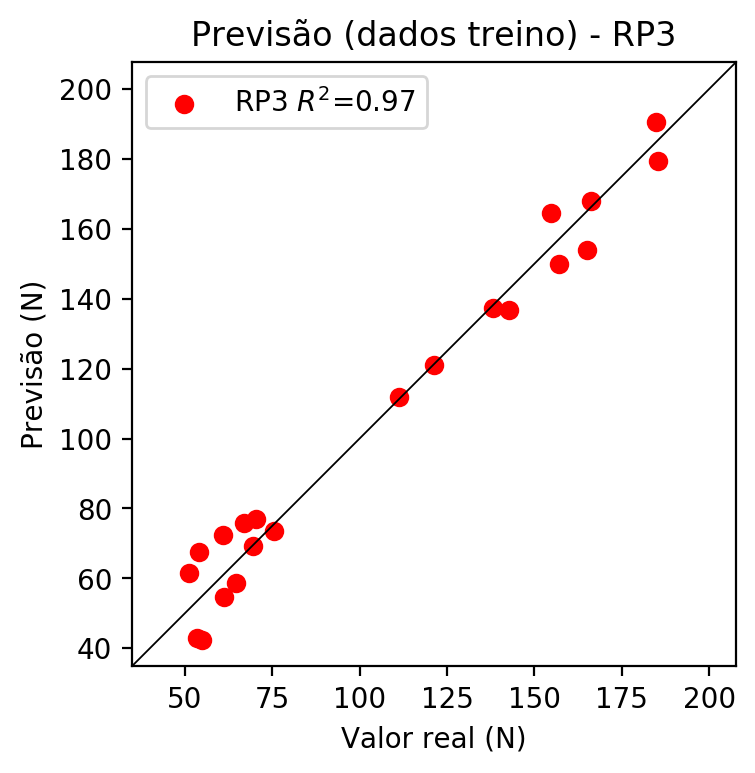 Previsão (dados treino) - RP3
RP3 R²=0.97
200
180
160
140
120
100
80
60
40
Previsão (N)
50 75 100 125 150 175 200
Valor real (N)